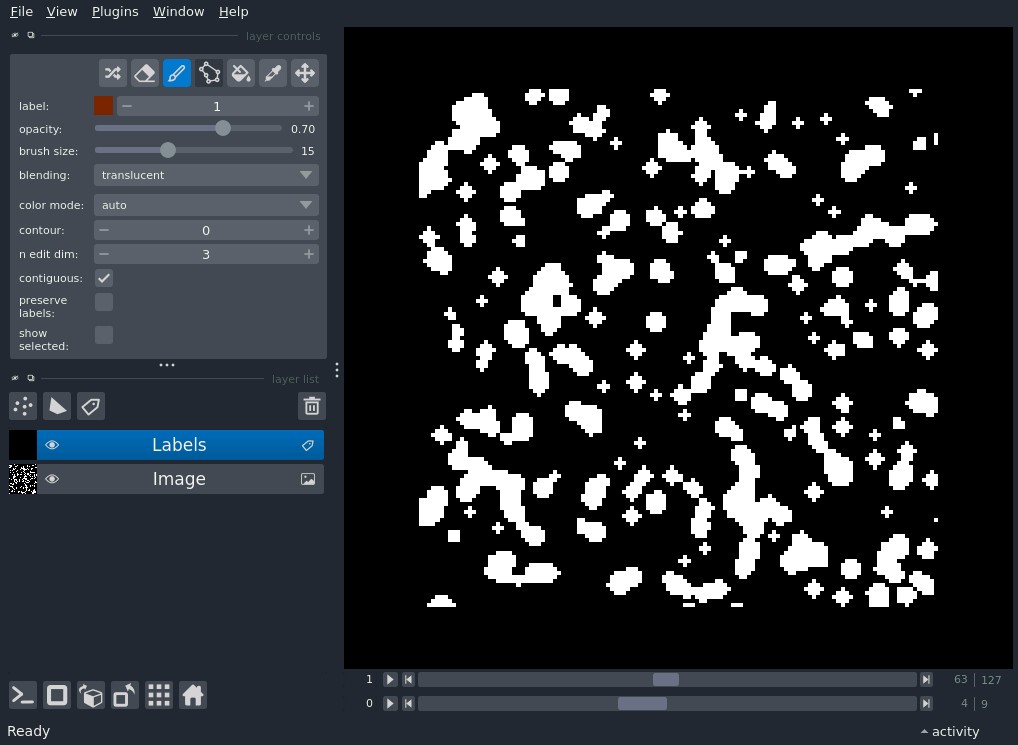 File View Plugins Window Help
layer controls
label: 1
opacity: 0.70
brush size: 15
blending: translucent
color mode: auto
contour: 0
n edit dim: 3
contiguous:
preserve
labels:
show
selected:
layer list
Labels
Image
1 63 127
0 4 9
Ready activity